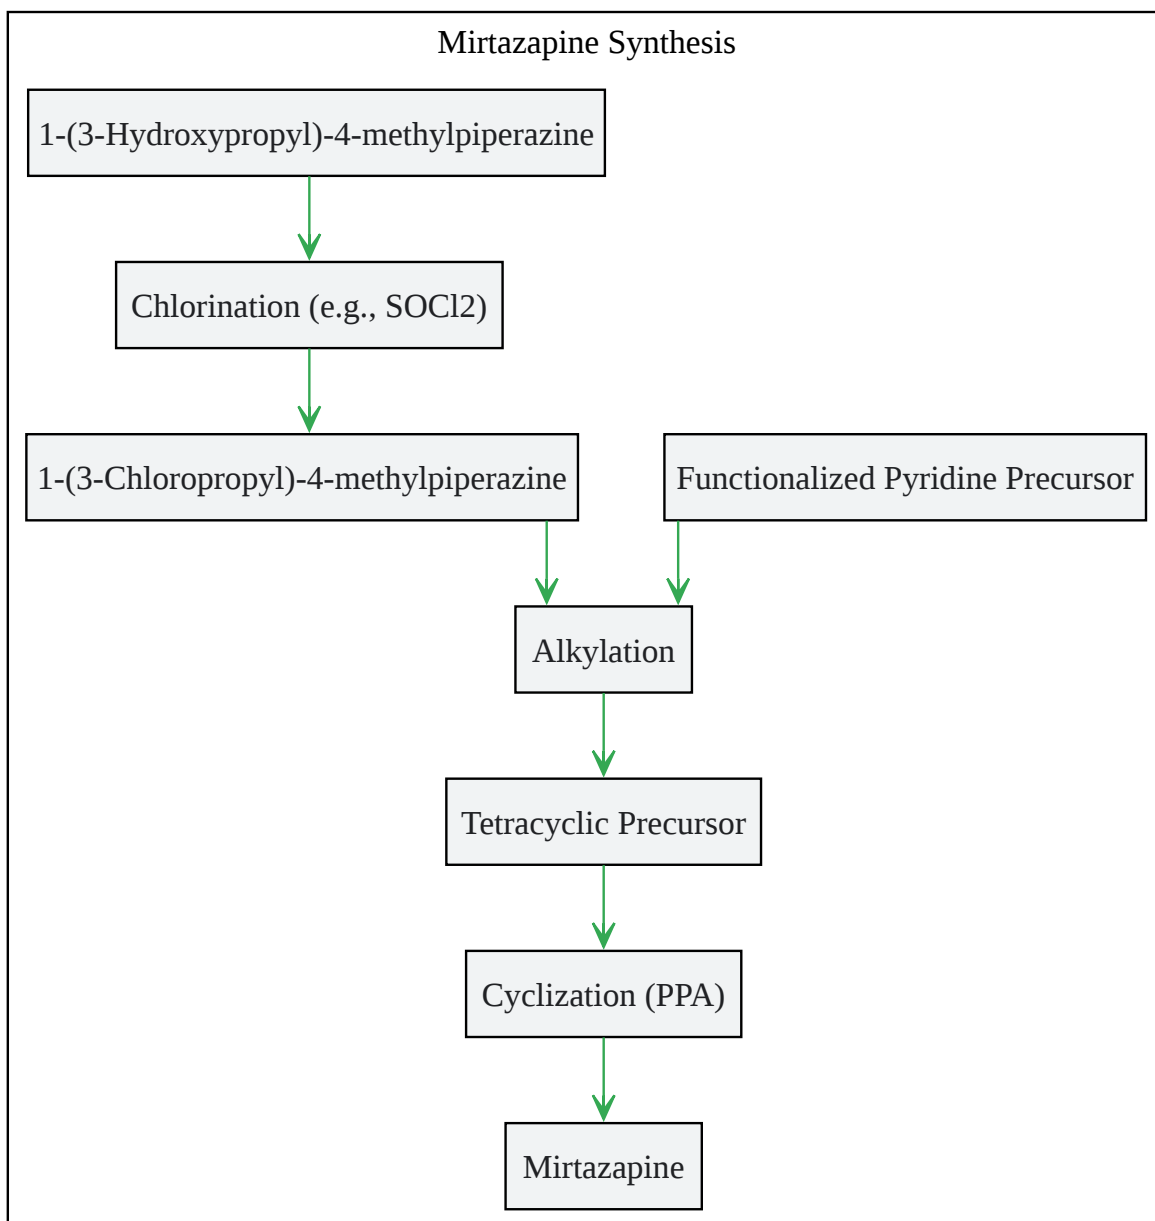 Mirtazapine Synthesis
1-(3-Hydroxypropyl)-4-methylpiperazine
Chlorination (e.g., SOCl2)
1-(3-Chloropropyl)-4-methylpiperazine
Functionalized Pyridine Precursor
Alkylation
Tetracyclic Precursor
Cyclization (PPA)
Mirtazapine